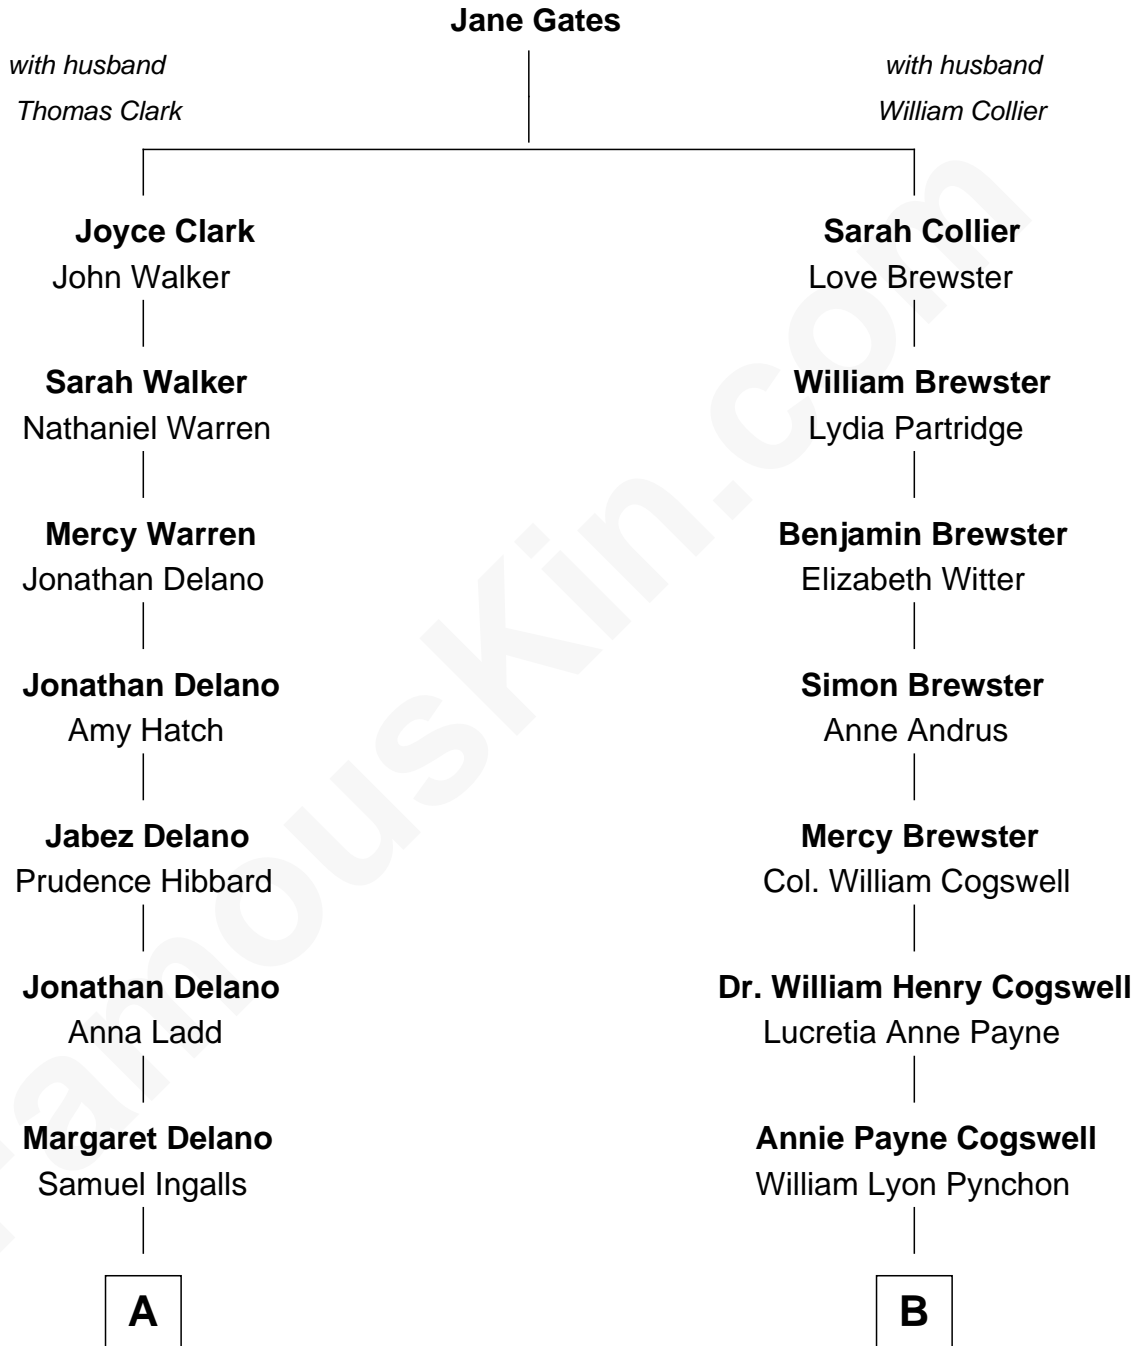 Jane Gates
with husband
Thomas Clark
with husband
William Collier
Joyce Clark
John Walker
Sarah Collier
Love Brewster
Sarah Walker
Nathaniel Warren
William Brewster
Lydia Partridge
Mercy Warren
Jonathan Delano
Benjamin Brewster
Elizabeth Witter
Jonathan Delano
Amy Hatch
Simon Brewster
Anne Andrus
Jabez Delano
Prudence Hibbard
Mercy Brewster
Col. William Cogswell
Jonathan Delano
Anna Ladd
Dr. William Henry Cogswell
Lucretia Anne Payne
Margaret Delano
Samuel Ingalls
Annie Payne Cogswell
William Lyon Pynchon
A
B
FamousKin.com